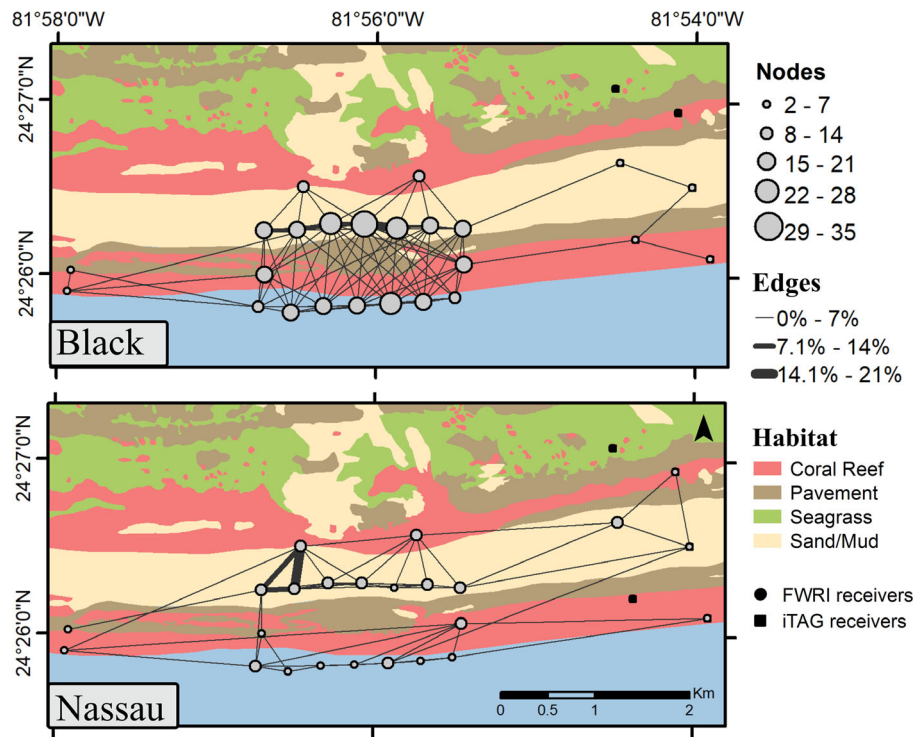 81°58'0"W 81°56'0"W 81°54'0"W
24°27'0"N
24°26'0"N
Black
Nodes
2 - 7
8 - 14
15 - 21
22 - 28
29 - 35
Edges
0% - 7%
7.1% - 14%
14.1% - 21%
24°27'0"N
24°26'0"N
Nassau
Km
0 0.5 1 2
Habitat
Coral Reef
Pavement
Seagrass
Sand/Mud
FWRI receivers
iTAG receivers